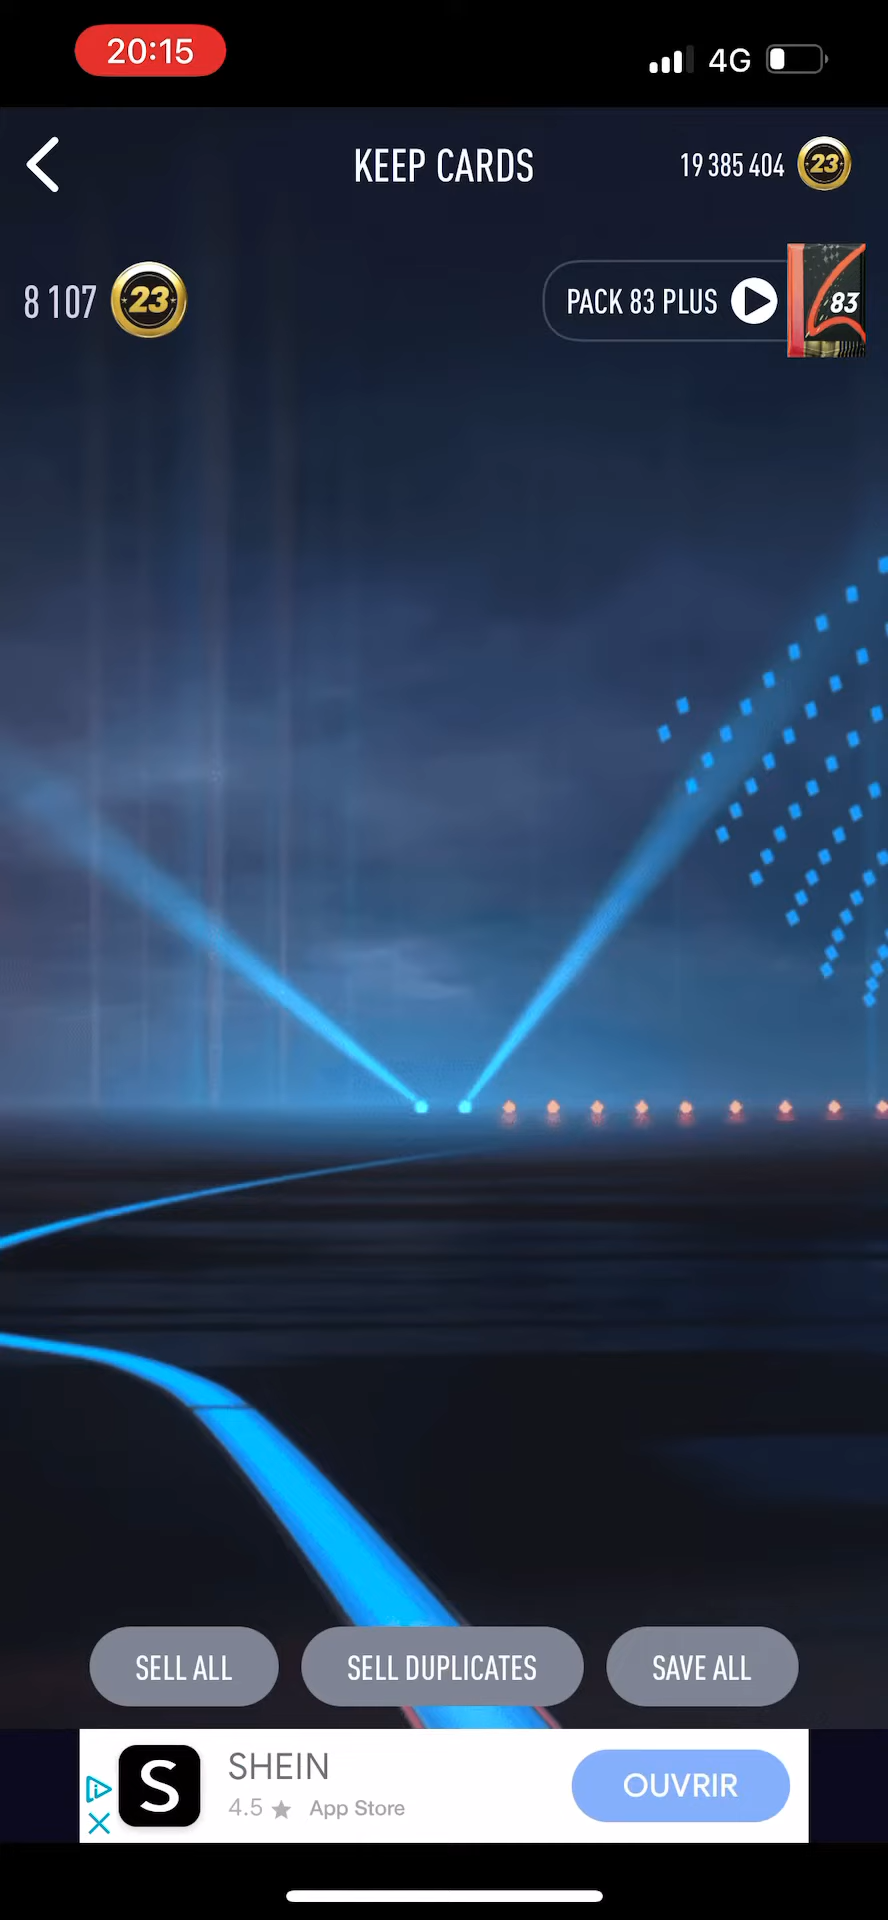 20:15
4G
KEEP CARDS
19 385 404
23
8 107
23
PACK 83 PLUS
83
SELL ALL
SELL DUPLICATES
SAVE ALL
S
SHEIN
4.5 ★ App Store
OUVRIR